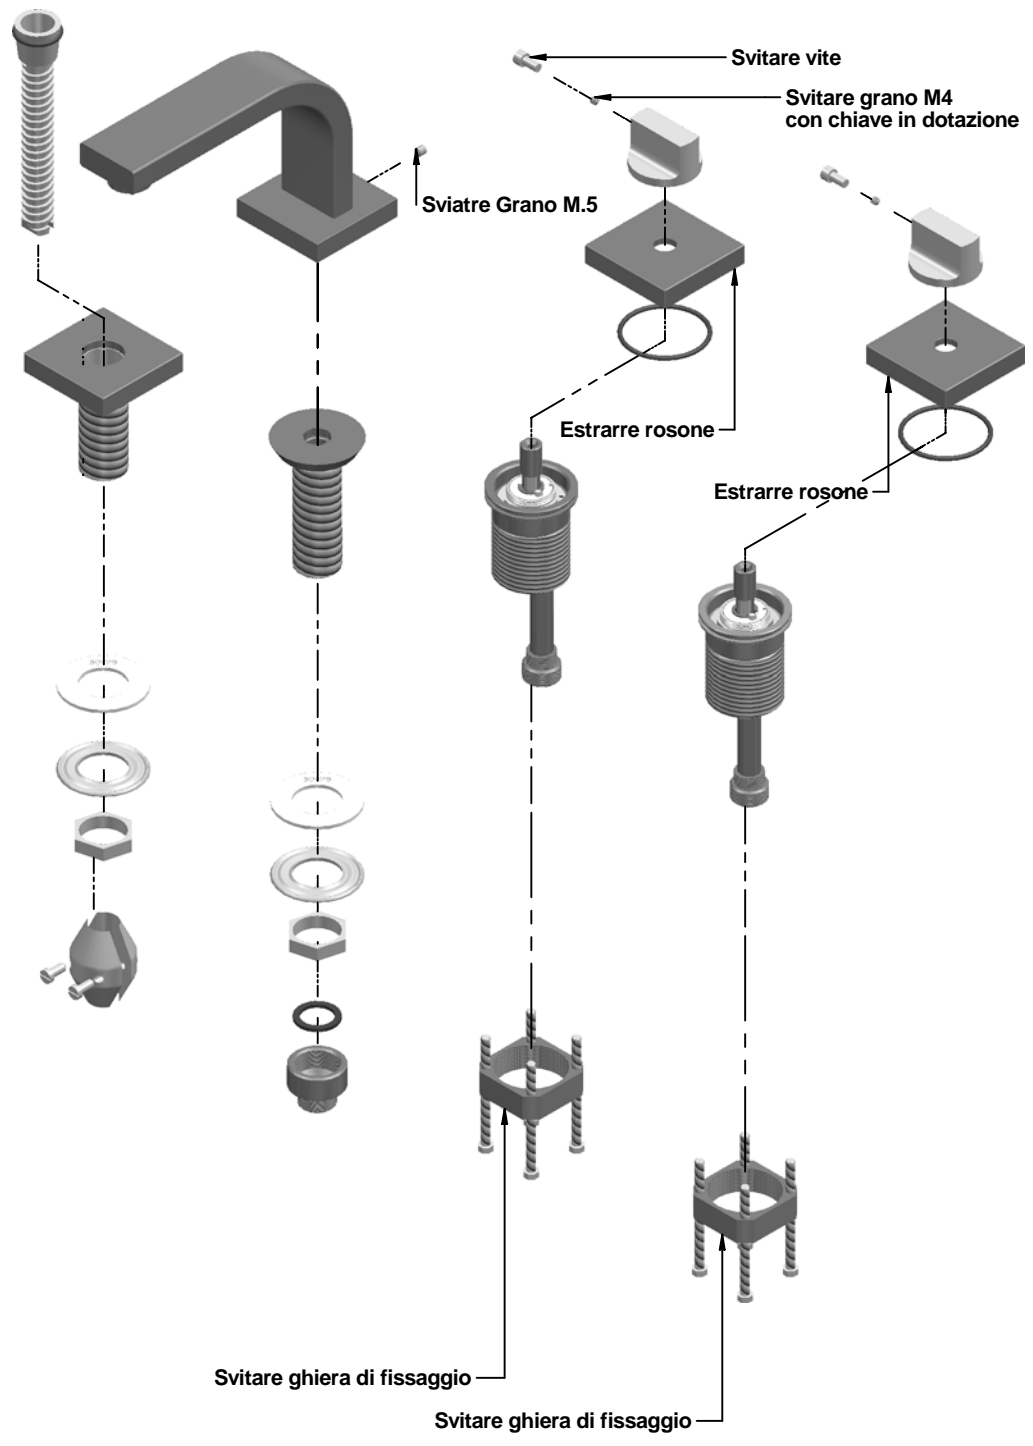 Svitare vite
Svitare grano M4
con chiave in dotazione
Sviatre Grano M.5
Estrarre rosone
Estrarre rosone
Svitare ghiera di fissaggio
Svitare ghiera di fissaggio